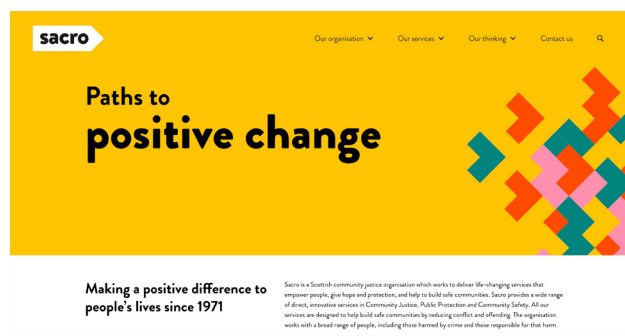 sacro
Our organisation
Our services
Our thinking
Contact us
Paths to
positive change
Making a positive difference to
people's lives since 1971
Sacro is a Scottish community justice organisation which works to deliver life-changing services that
empower people, give hope and protection, and help to build safe communities. Sacro provides a wide range
of direct, innovative services in Community Justice, Public Protection and Community Safety. All our
services are designed to help build safe communities by reducing conflict and offending. The organisation
works with a broad range of people, including those harmed by crime and those responsible for that harm.